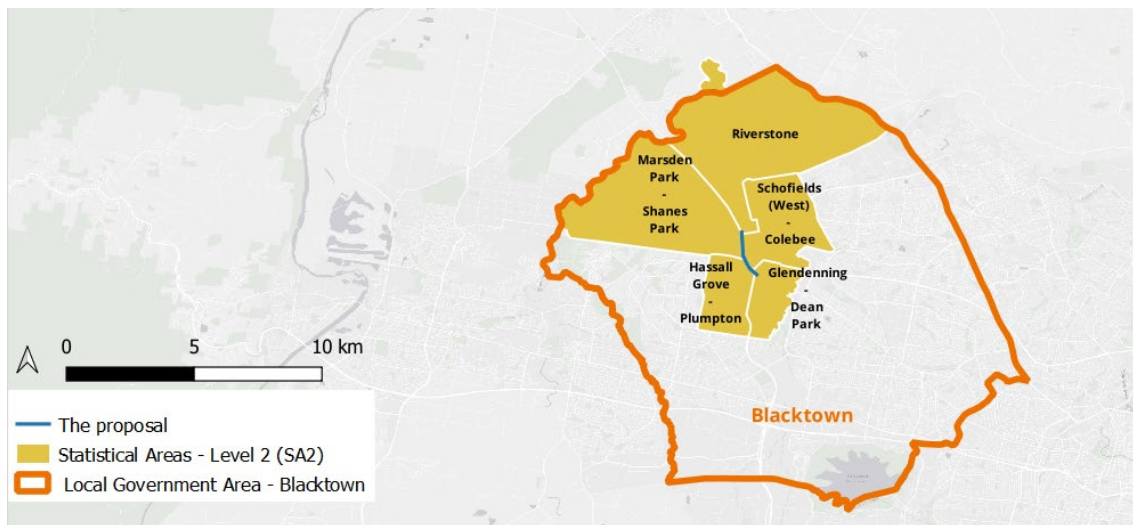 Riverstone
Marsden
Park
-
Shanes
Park
Schofields
(West)
-
Colebee
Hassall
Grove
-
Plumpton
Glendenning
-
Dean
Park
0 5 10 km
Blacktown
The proposal
Statistical Areas - Level 2 (SA2)
Local Government Area - Blacktown